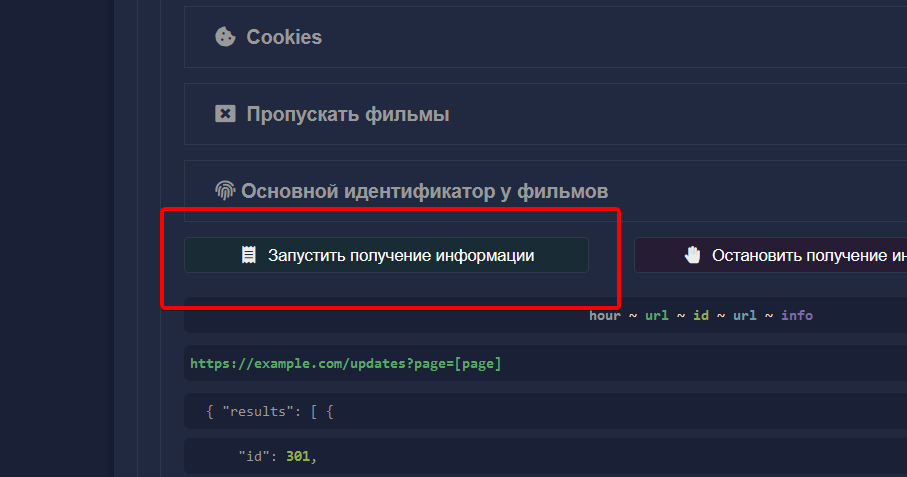 Cookies
Пропускать фильмы
Основной идентификатор у фильмов
Запустить получение информации
Остановить получение
hour ~ url ~ id ~ url ~ info
https://example.com/updates?page=[page]
{ "results": [ {
"id": 301,